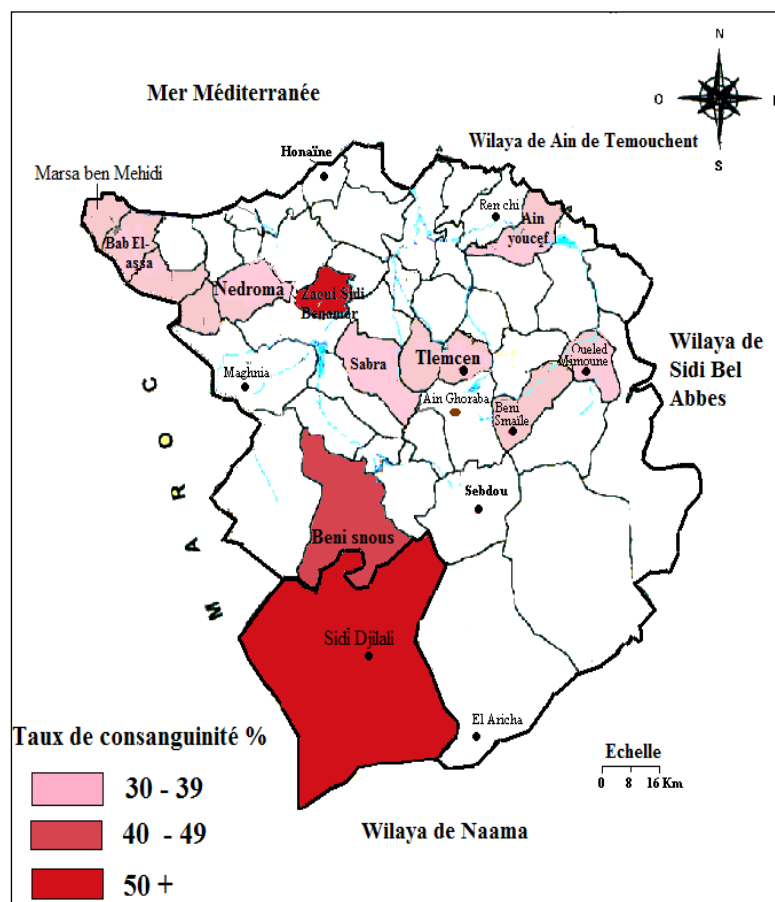 N
Mer Méditerranée
O
E
S
Wilaya de Ain de Temouchent
Honaïne
Marsa ben Mehidi
Ren chi
Ain
youcef
Bab El-
assa
Nedroma
Zaoui Sidi
Benamer
Wilaya de
Sidi Bel
Abbes
Oueled
Mimoune
Tlemcen
Sabra
Maghnia
Ain Ghoraba
Beni
Smaile
MAROC
Sebdou
Beni snous
Sidi Djilali
El Aricha
Taux de consanguinité %
30 - 39
40 - 49
50 +
Echelle
0 8 16 Km
Wilaya de Naama